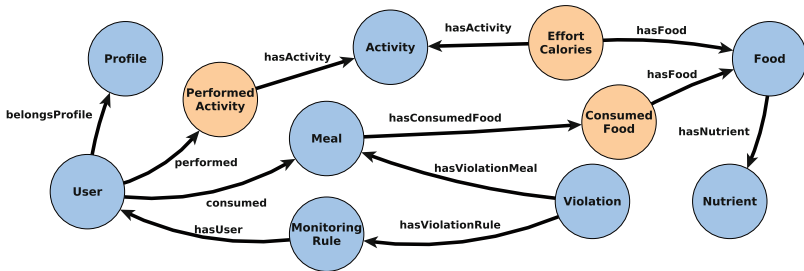 hasActivity
hasActivity
Effort
Calories
hasFood
Profile
Activity
Food
hasFood
Performed
Activity
belongsProfile
hasConsumedFood
Consumed
Food
Meal
hasNutrient
performed
hasViolationMeal
User
consumed
Violation
Nutrient
hasUser
Monitoring
Rule
hasViolationRule